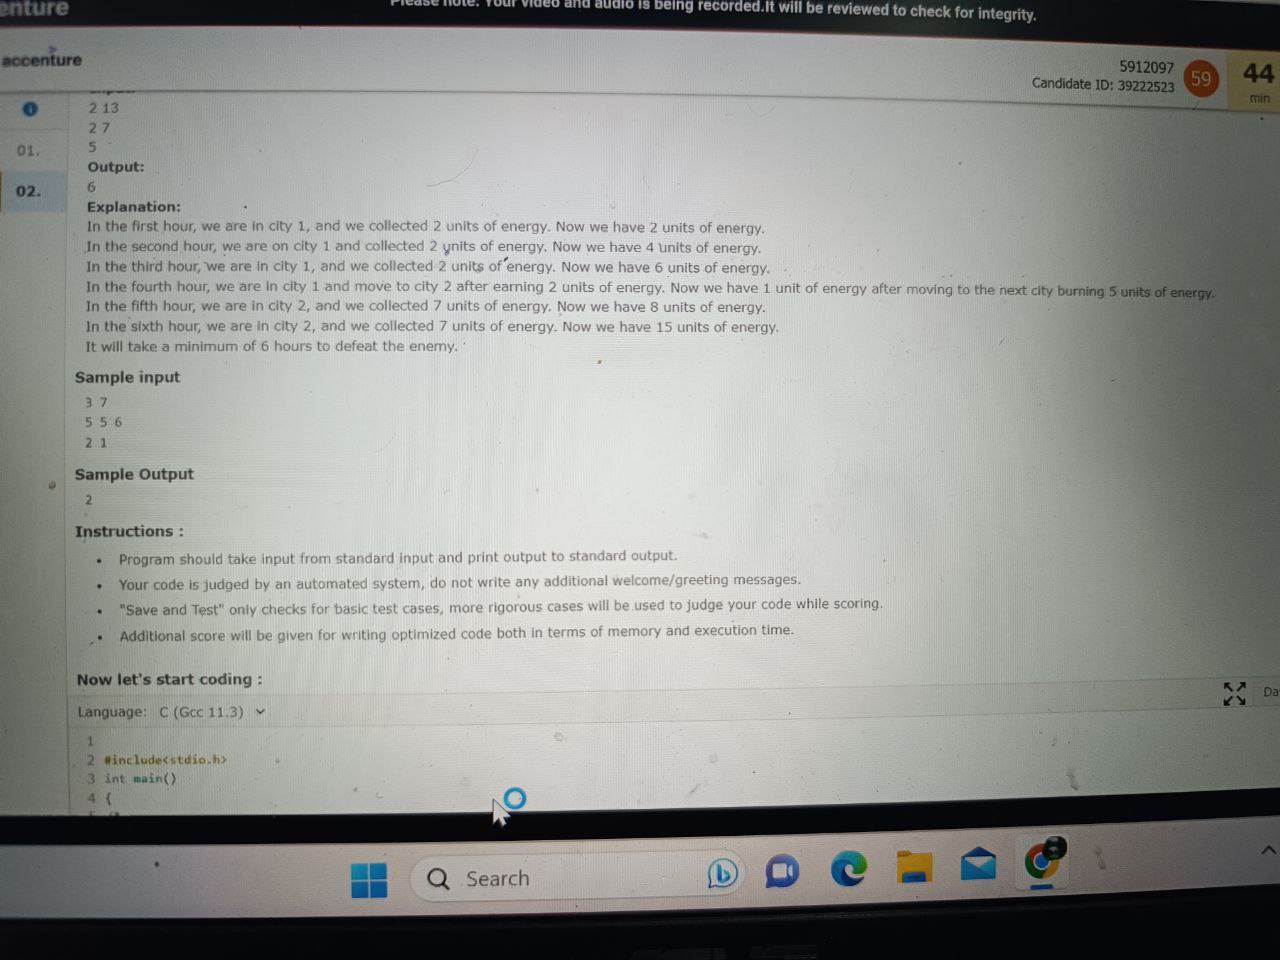 enture
Please note: Your video and audio is being recorded.It will be reviewed to check for integrity.
accenture
5912097
Candidate ID: 39222523
59
44
min
01.
02.
2 13
2 7
5
Output:
6
Explanation:
In the first hour, we are in city 1, and we collected 2 units of energy. Now we have 2 units of energy.
In the second hour, we are on city 1 and collected 2 units of energy. Now we have 4 units of energy.
In the third hour, we are in city 1, and we collected 2 units of energy. Now we have 6 units of energy.
In the fourth hour, we are in city 1 and move to city 2 after earning 2 units of energy. Now we have 1 unit of energy after moving to the next city burning 5 units of energy.
In the fifth hour, we are in city 2, and we collected 7 units of energy. Now we have 8 units of energy.
In the sixth hour, we are in city 2, and we collected 7 units of energy. Now we have 15 units of energy.
It will take a minimum of 6 hours to defeat the enemy.
Sample input
3 7
5 5 6
2 1
Sample Output
2
Instructions :
• Program should take input from standard input and print output to standard output.
• Your code is judged by an automated system, do not write any additional welcome/greeting messages.
• "Save and Test" only checks for basic test cases, more rigorous cases will be used to judge your code while scoring.
• Additional score will be given for writing optimized code both in terms of memory and execution time.
Now let's start coding :
Language: C (Gcc 11.3)
Da
1
2 #include<stdio.h>
3 int main()
4 {
Search